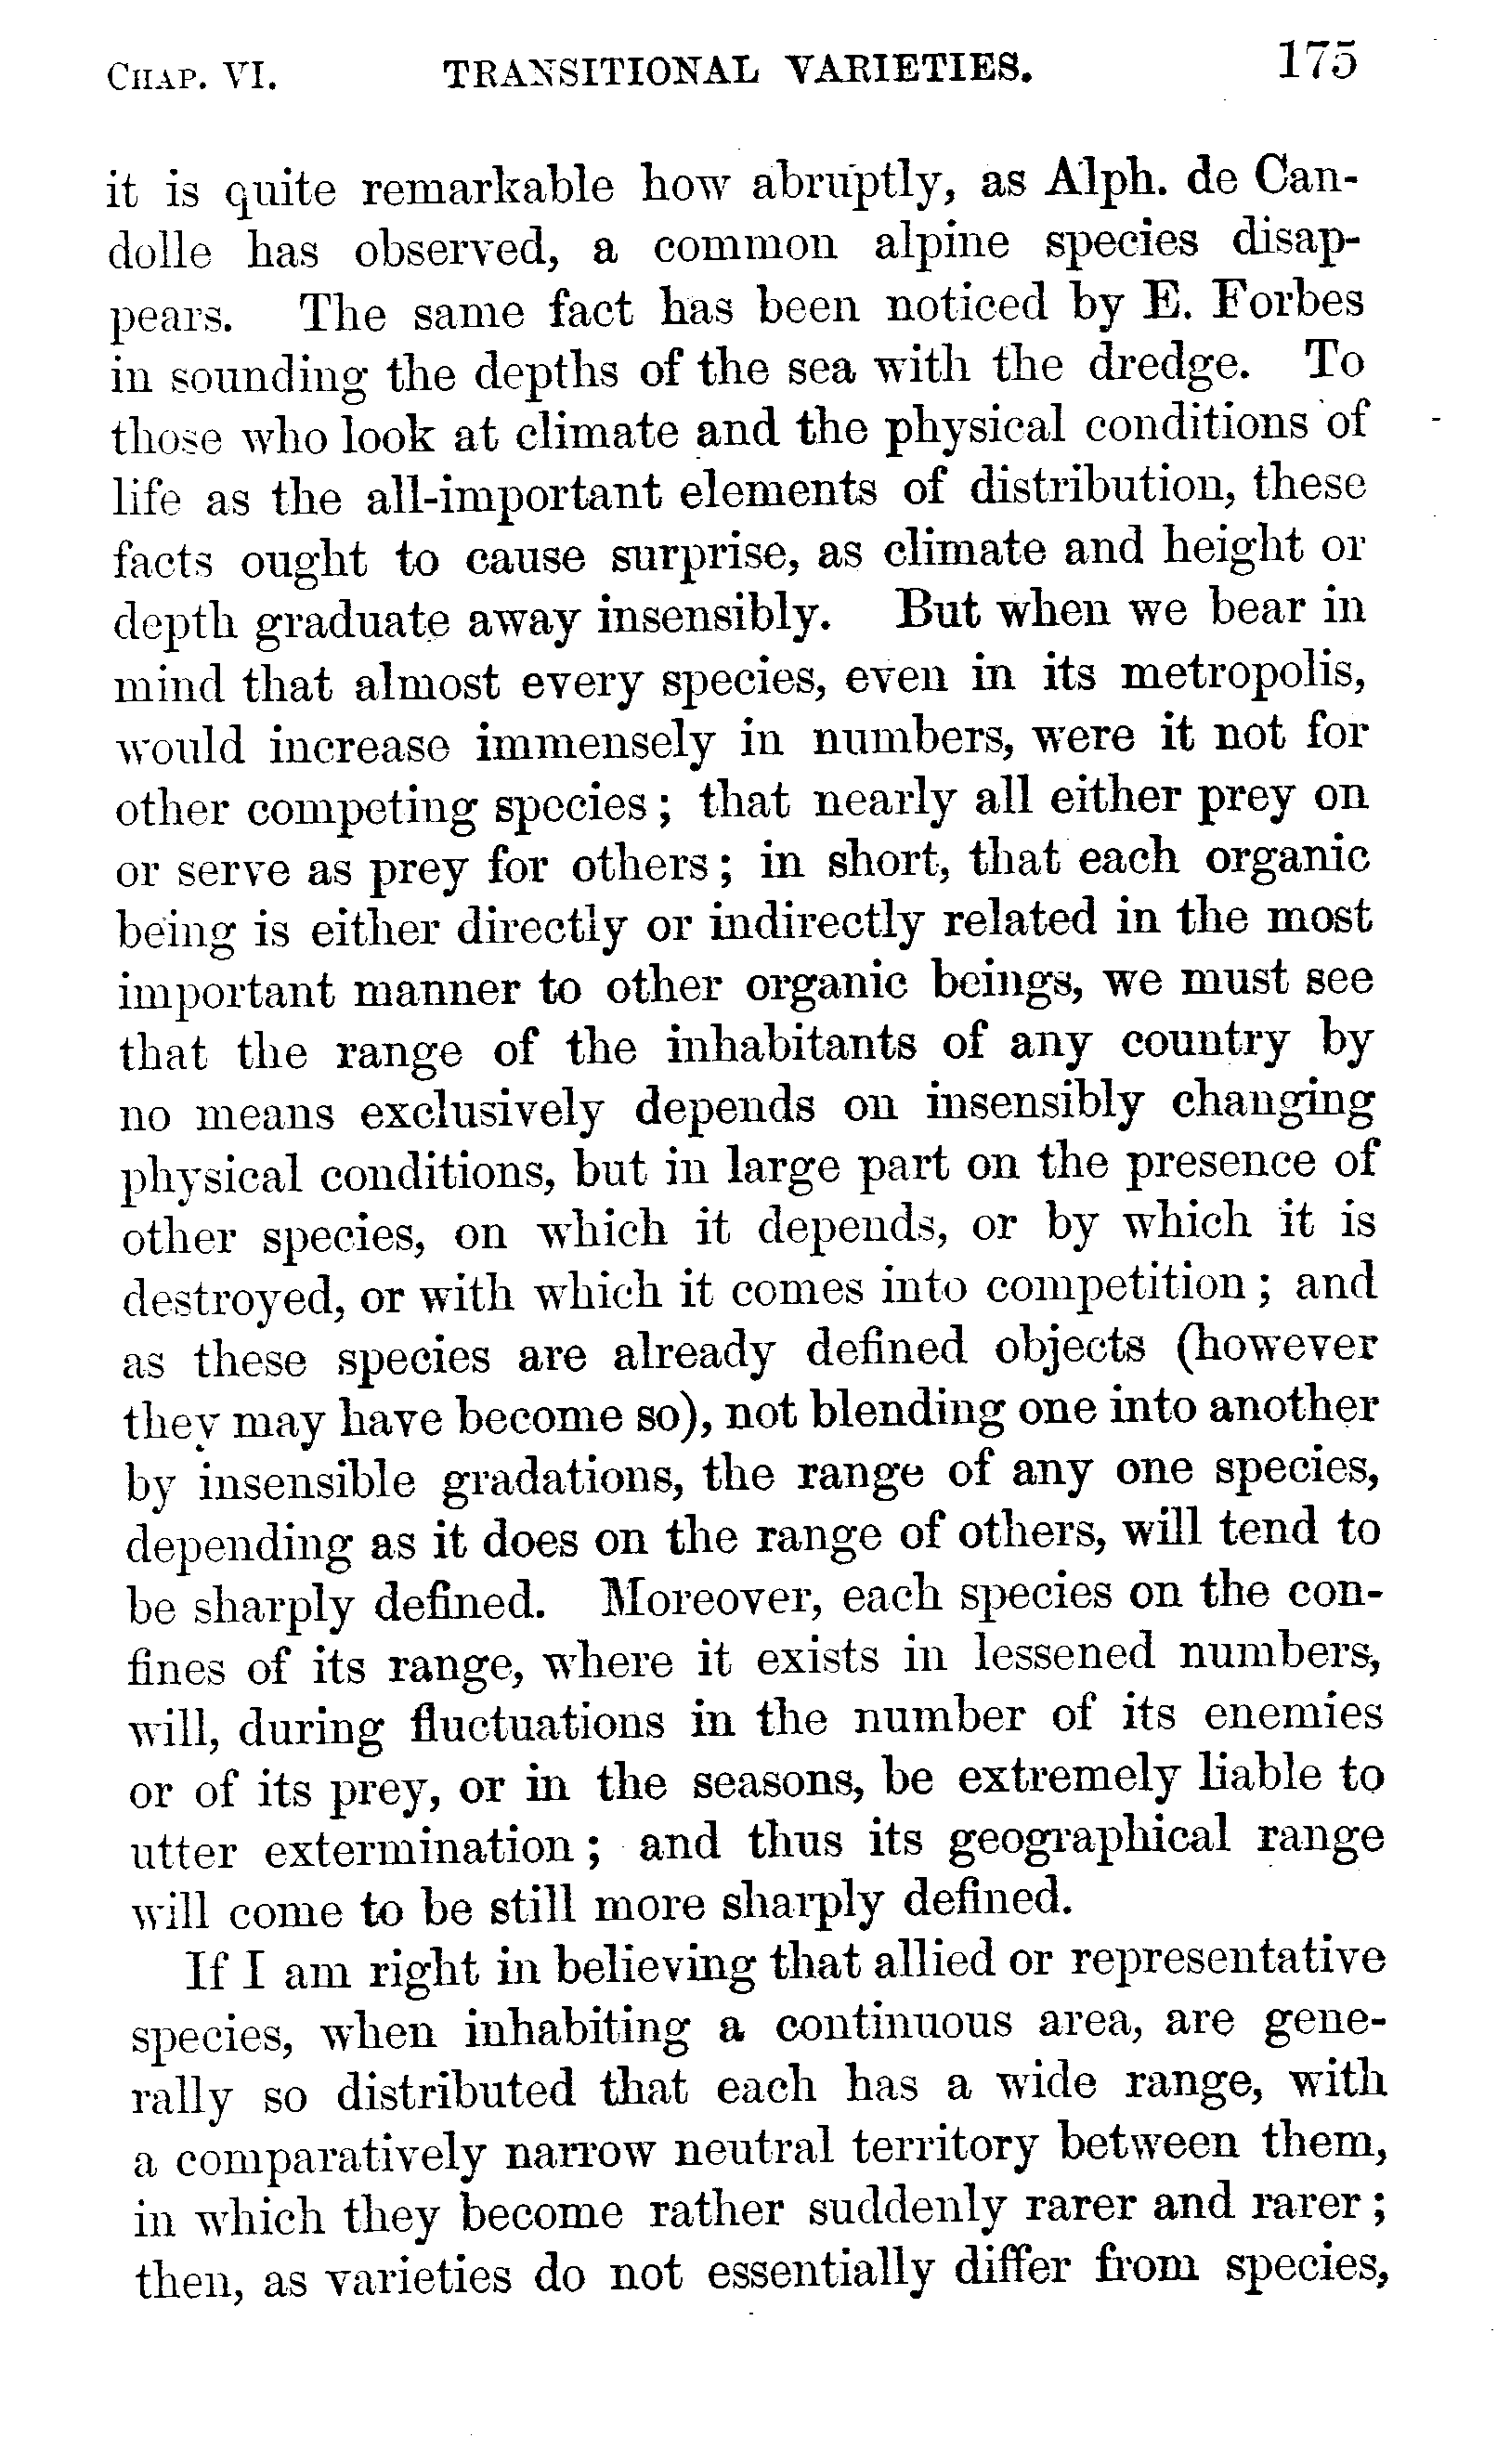 CHAP. VI. TRANSITIONAL VARIETIES. 175
it is quite remarkable how abruptly, as Alph. de Can-
dolle has observed, a common alpine species disap-
pears. The same fact has been noticed by E. Forbes
in sounding the depths of the sea with the dredge. To
those who look at climate and the physical conditions of
life as the all-important elements of distribution, these
facts ought to cause surprise, as climate and height or
depth graduate away insensibly. But when we bear in
mind that almost every species, even in its metropolis,
would increase immensely in numbers, were it not for
other competing species; that nearly all either prey on
or serve as prey for others; in short, that each organic
being is either directly or indirectly related in the most
important manner to other organic beings, we must see
that the range of the inhabitants of any country by
no means exclusively depends on insensibly changing
physical conditions, but in large part on the presence of
other species, on which it depends, or by which it is
destroyed, or with which it comes into competition; and
as these species are already defined objects (however
they may have become so), not blending one into another
by insensible gradations, the range of any one species,
depending as it does on the range of others, will tend to
be sharply defined. Moreover, each species on the con-
fines of its range, where it exists in lessened numbers,
will, during fluctuations in the number of its enemies
or of its prey, or in the seasons, be extremely liable to
utter extermination; and thus its geographical range
will come to be still more sharply defined.
If I am right in believing that allied or representative
species, when inhabiting a continuous area, are gene-
rally so distributed that each has a wide range, with
a comparatively narrow neutral territory between them,
in which they become rather suddenly rarer and rarer;
then, as varieties do not essentially differ from species,